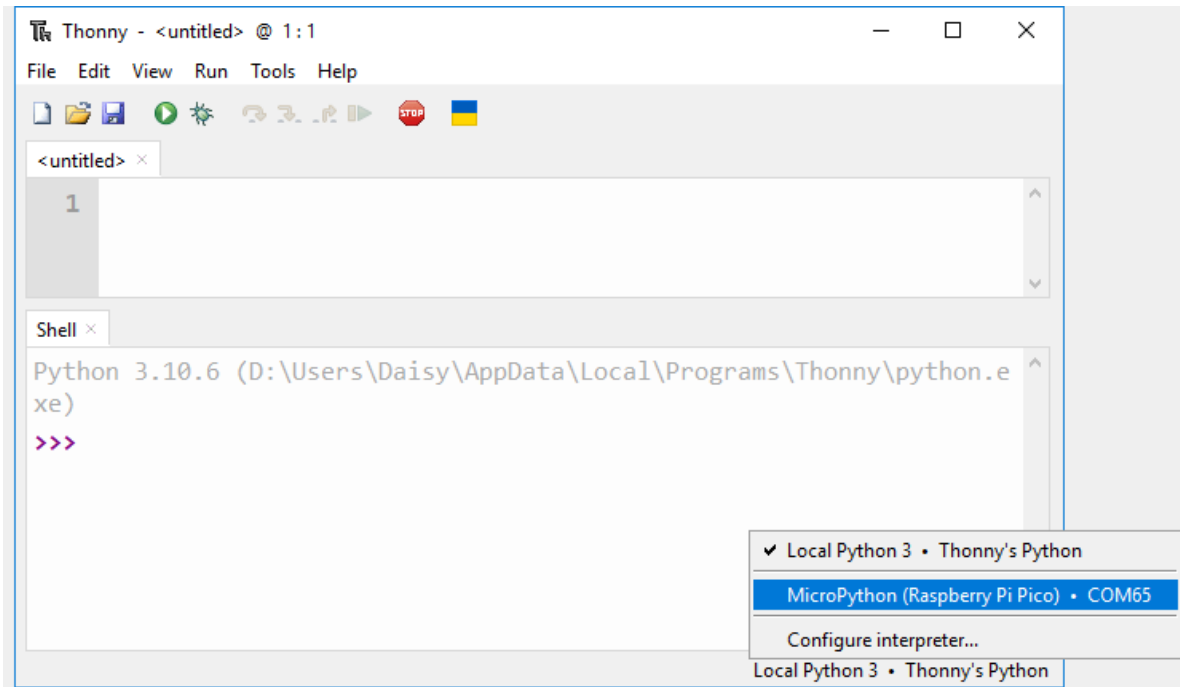 Thonny - <untitled> @ 1:1
File Edit View Run Tools Help
STOP
<untitled> ×
1
Shell ×
Python 3.10.6 (D:\Users\Daisy\AppData\Local\Programs\Thonny\python.e
xe)
>>>
✓ Local Python 3 • Thonny's Python
MicroPython (Raspberry Pi Pico) • COM65
Configure interpreter...
Local Python 3 • Thonny's Python